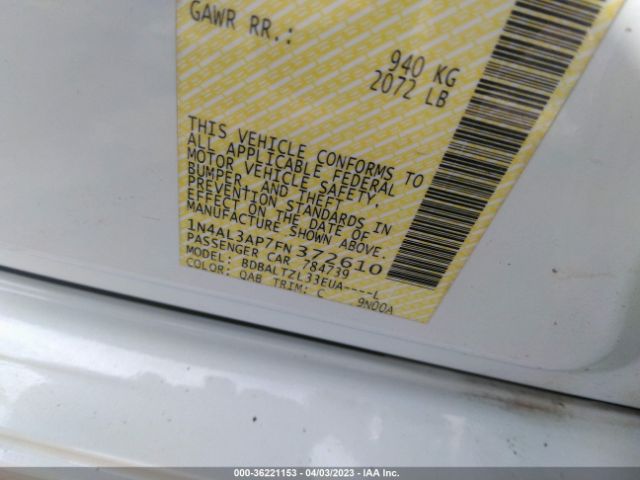 GAWR RR.:
940 KG
2072 LB
THIS VEHICLE CONFORMS TO
ALL APPLICABLE FEDERAL
MOTOR VEHICLE SAFETY,
BUMPER, AND THEFT
PREVENTION STANDARDS IN
EFFECT ON THE DATE OF
MANUFACTURE SHOWN ABOVE.
1N4AL3AP7FN372610
PASSENGER CAR 784739
MODEL: BDBALTZL33EUA----L
COLOR: QAB TRIM: C 9N00A
000-36221153 - 04/03/2023 - IAA Inc.